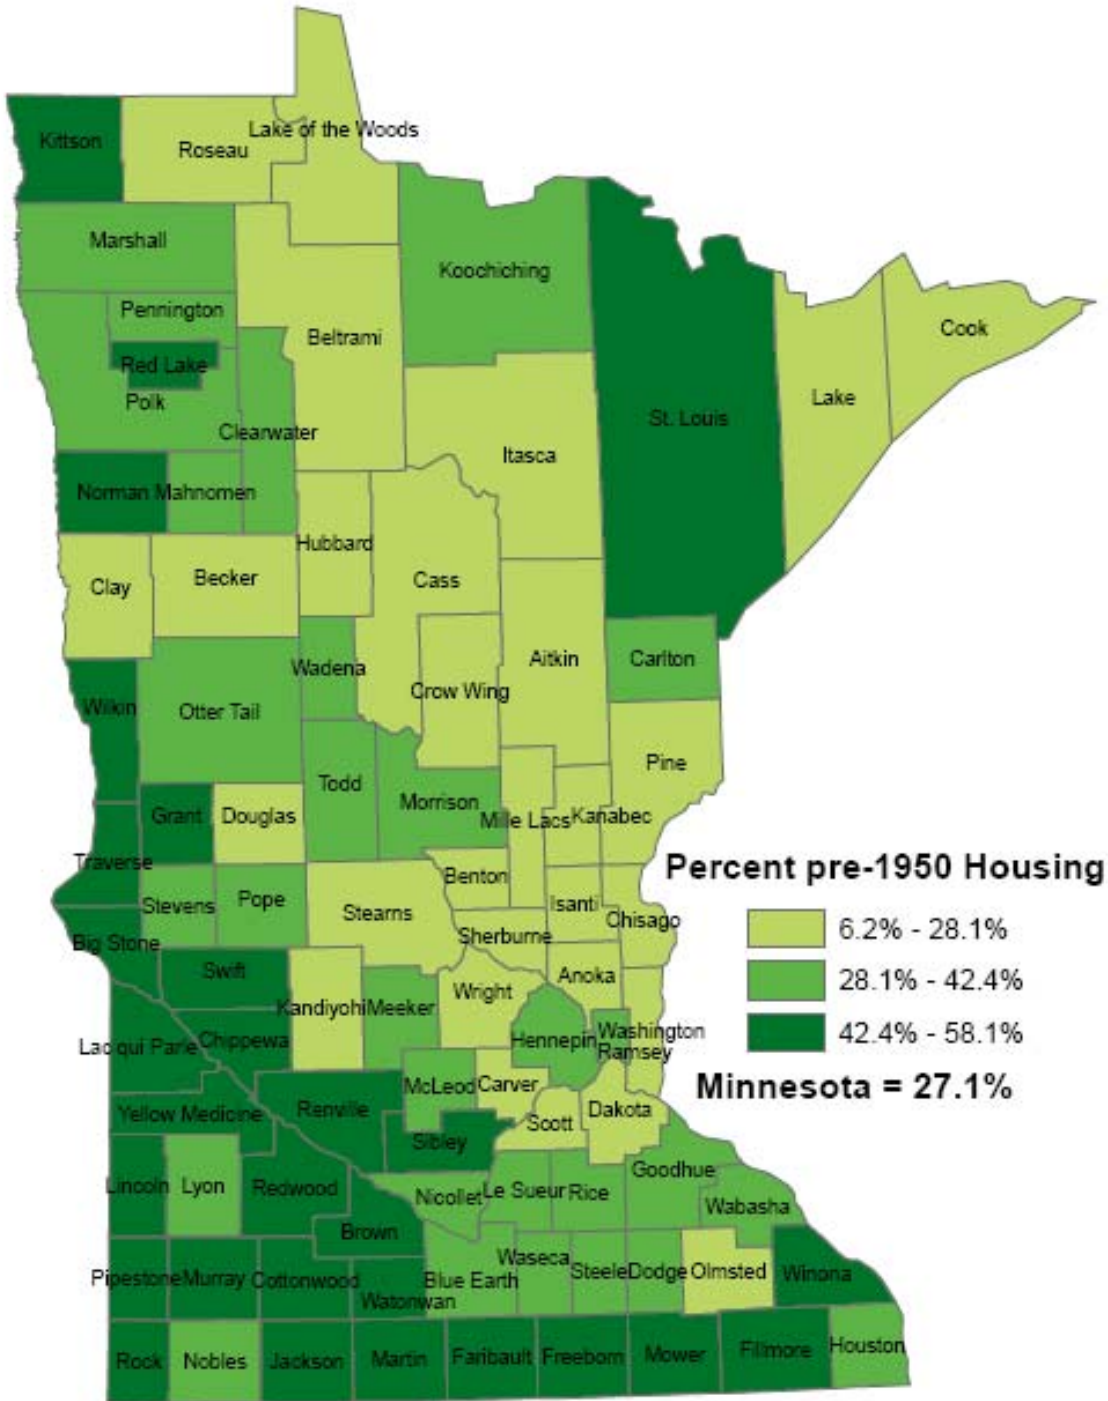 Lake of the Woods
Kittson
Roseau
Marshall
Koochiching
Pennington
Cook
Beltrami
Red Lake
Lake
Polk
St. Louis
Clearwater
Itasca
Norman Mahnomen
Hubbard
Becker
Cass
Clay
Aitkin
Carlton
Wadena
Crow Wing
Wilkin
Otter Tail
Pine
Todd
Morrison
Grant
Douglas
Mille Lacs
Kanabec
Traverse
Percent pre-1950 Housing
Benton
Stevens
Pope
Isanti
Stearns
Chisago
6.2% - 28.1%
Big Stone
Sherburne
Swift
Anoka
28.1% - 42.4%
Wright
Kandiyohi
Meeker
Washington
42.4% - 58.1%
Lac qui Parle
Chippewa
Hennepin
Ramsey
McLeod
Carver
Minnesota = 27.1%
Yellow Medicine
Renville
Scott
Dakota
Sibley
Goodhue
Lincoln
Lyon
Redwood
Nicollet
Le Sueur
Rice
Wabasha
Brown
Waseca
Pipestone
Murray
Cottonwood
Blue Earth
Steele
Dodge
Olmsted
Winona
Watonwan
Rock
Nobles
Jackson
Martin
Faribault
Freeborn
Mower
Fillmore
Houston